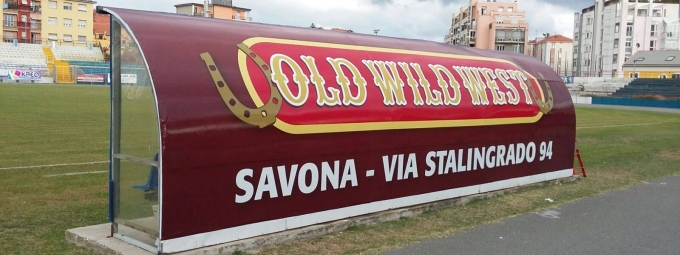 OLD WILD WEST
SAVONA - VIA STALINGRADO 94